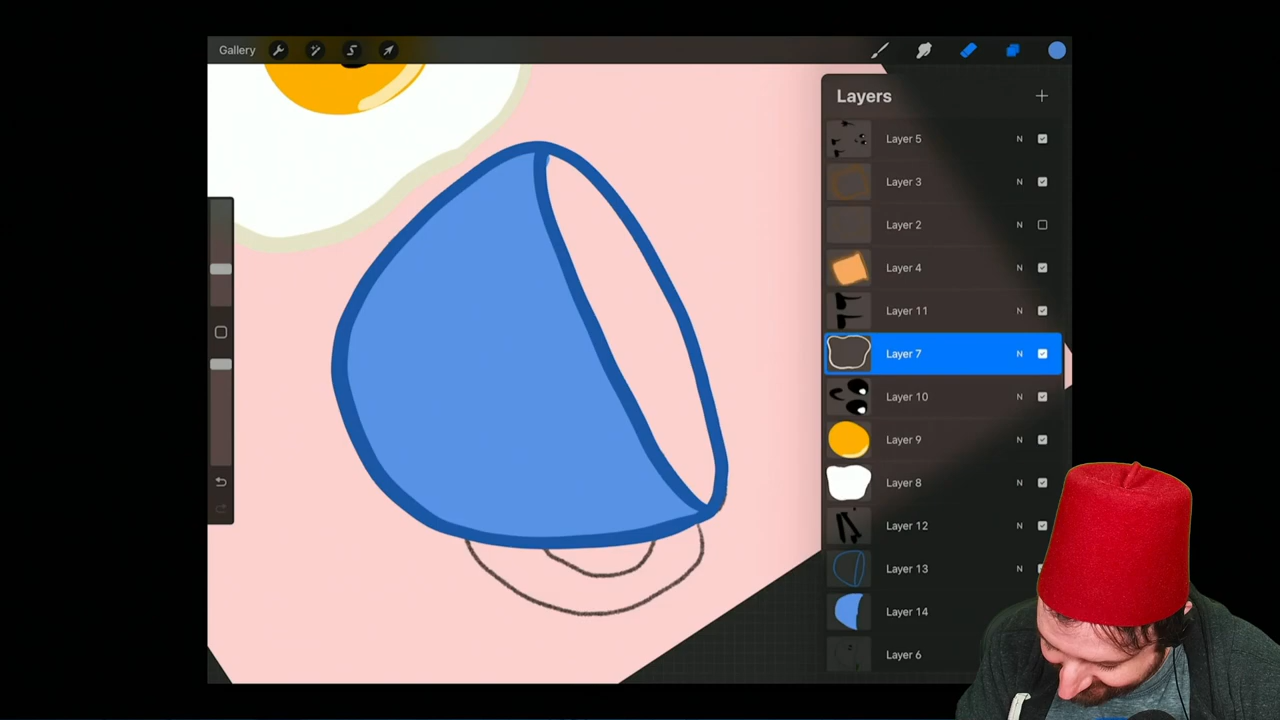 Gallery
Layers
Layer 5 N
Layer 3 N
Layer 2 N
Layer 4 N
Layer 11 N
Layer 7 N
Layer 10 N
Layer 9 N
Layer 8 N
Layer 12 N
Layer 13 N
Layer 14
Layer 6